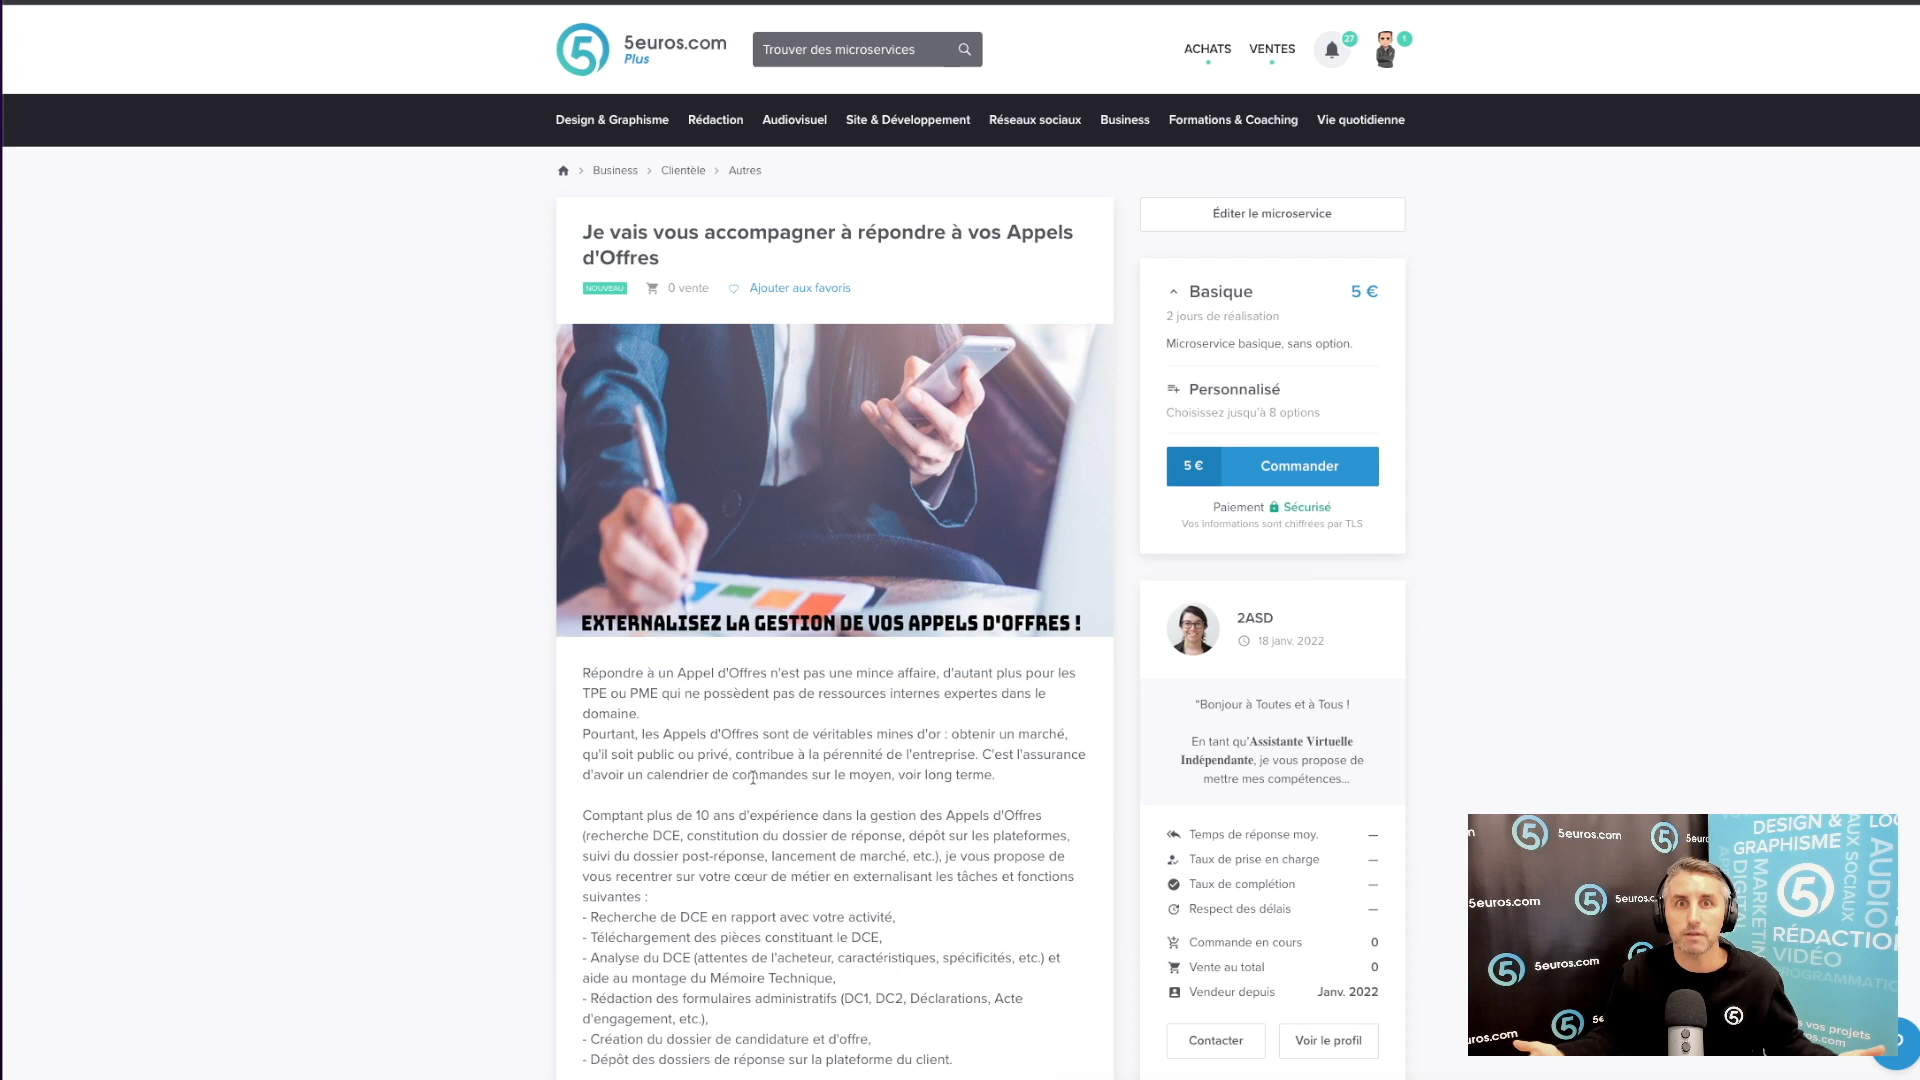 5euros.com
Plus
Trouver des microservices
ACHATS
VENTES
27
1
Design & Graphisme
Rédaction
Audiovisuel
Site & Développement
Réseaux sociaux
Business
Formations & Coaching
Vie quotidienne
Business > Clientèle > Autres
Je vais vous accompagner à répondre à vos Appels
d'Offres
NOUVEAU
0 vente
Ajouter aux favoris
EXTERNALISEZ LA GESTION DE VOS APPELS D'OFFRES !
Répondre à un Appel d'Offres n'est pas une mince affaire, d'autant plus pour les
TPE ou PME qui ne possèdent pas de ressources internes expertes dans le
domaine.
Pourtant, les Appels d'Offres sont de véritables mines d'or : obtenir un marché,
qu'il soit public ou privé, contribue à la pérennité de l'entreprise. C'est l'assurance
d'avoir un calendrier de commandes sur le moyen, voir long terme.
Comptant plus de 10 ans d'expérience dans la gestion des Appels d'Offres
(recherche DCE, constitution du dossier de réponse, dépôt sur les plateformes,
suivi du dossier post-réponse, lancement de marché, etc.), je vous propose de
vous recentrer sur votre cœur de métier en externalisant les tâches et fonctions
suivantes :
- Recherche de DCE en rapport avec votre activité,
- Téléchargement des pièces constituant le DCE,
- Analyse du DCE (attentes de l'acheteur, caractéristiques, spécificités, etc.) et
aide au montage du Mémoire Technique,
- Rédaction des formulaires administratifs (DC1, DC2, Déclarations, Acte
d'engagement, etc.),
- Création du dossier de candidature et d'offre,
- Dépôt des dossiers de réponse sur la plateforme du client.
Éditer le microservice
Basique 5 €
2 jours de réalisation
Microservice basique, sans option.
Personnalisé
Choisissez jusqu'à 8 options
5 € Commander
Paiement Sécurisé
Vos informations sont chiffrées par TLS
2ASD
18 janv. 2022
"Bonjour à Toutes et à Tous !
En tant qu'Assistante Virtuelle
Indépendante, je vous propose de
mettre mes compétences...
Temps de réponse moy. —
Taux de prise en charge —
Taux de complétion —
Respect des délais —
Commande en cours 0
Vente au total 0
Vendeur depuis Janv. 2022
Contacter
Voir le profil
5euros.com
5euros.com
5euros.com
DESIGN &
GRAPHISME
AUX SOCIAUX
AUDIO
MARKETIN
DIGITAL
RÉDACTION
VIDÉO
PROGRAMMATIC
vos projets